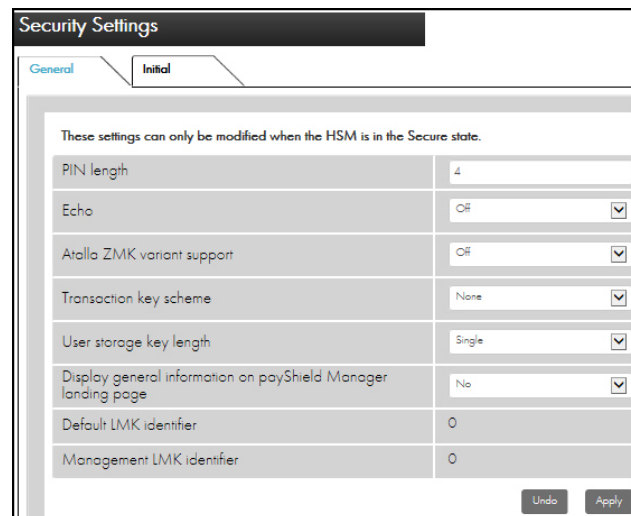 Security Settings
General Initial
These settings can only be modified when the HSM is in the Secure state.
PIN length 4
Echo Off
Atalla ZMK variant support Off
Transaction key scheme None
User storage key length Single
Display general information on payShield Manager
landing page No
Default LMK identifier 0
Management LMK identifier 0
Undo Apply